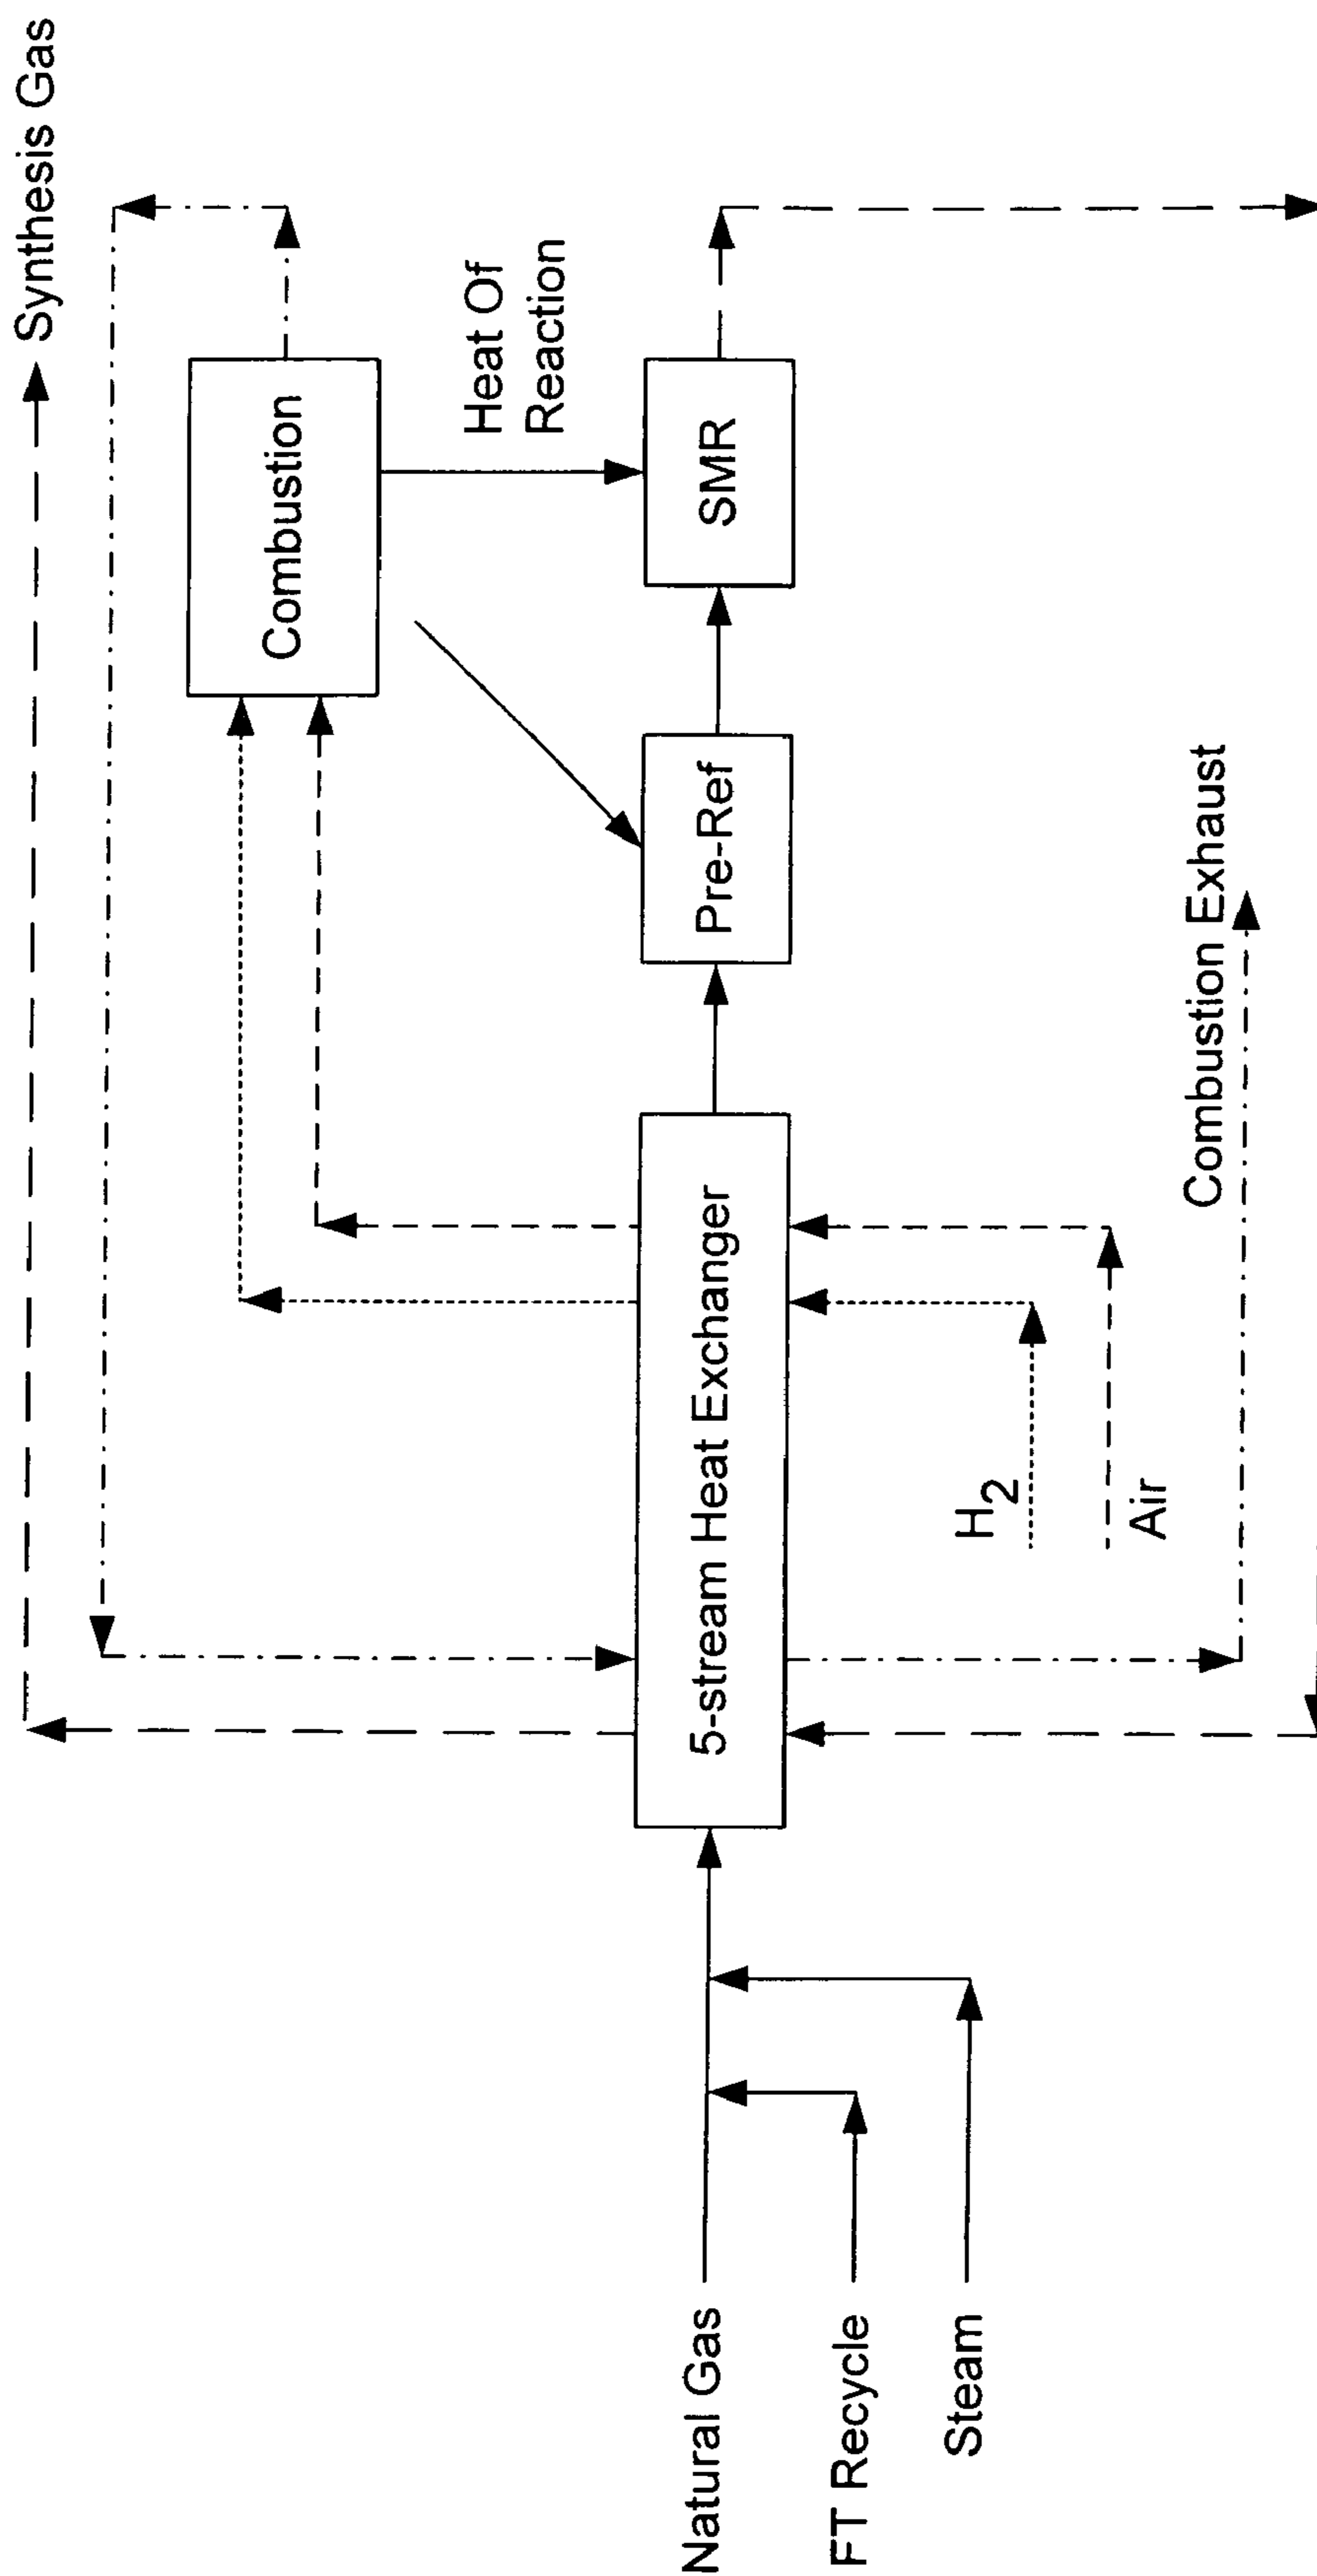 Synthesis Gas
Combustion
Heat Of
Reaction
Natural Gas
5-stream Heat Exchanger
Pre-Ref
SMR
FT Recycle
Steam
H2
Air
Combustion Exhaust